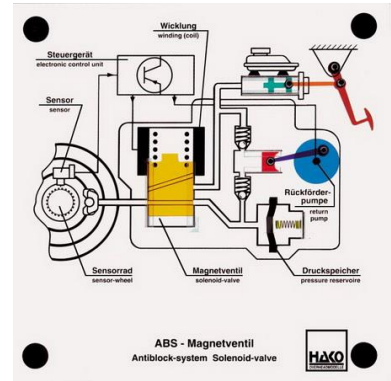 Wicklung
winding (coil)
Steuergerät
electronic control unit
Sensor
sensor
Rückförder-
pumpe
return
pump
Sensorrad
sensor-wheel
Magnetventil
solenoid-valve
Druckspeicher
pressure reservoire
ABS - Magnetventil
Antiblock-system Solenoid-valve
HAKO